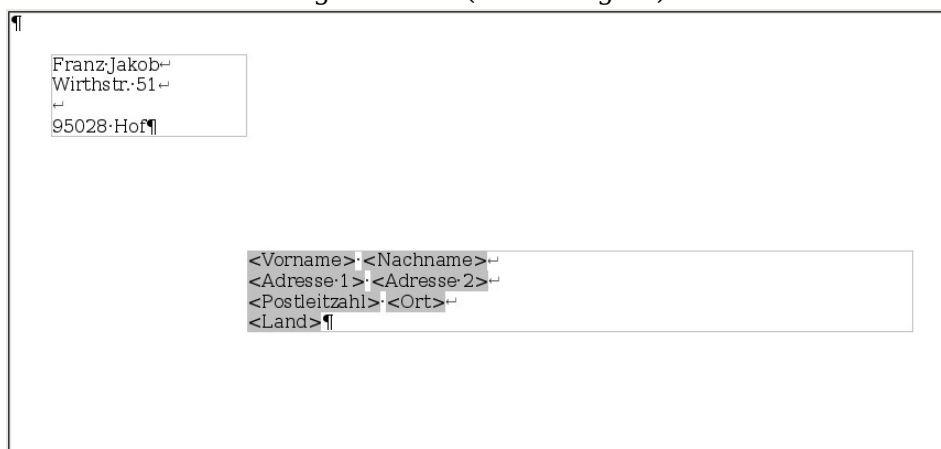 ¶
Franz·Jakob↵
Wirthstr.·51↵
↵
95028·Hof¶
<Vorname>·<Nachname>↵
<Adresse·1>·<Adresse·2>↵
<Postleitzahl>·<Ort>↵
<Land>¶